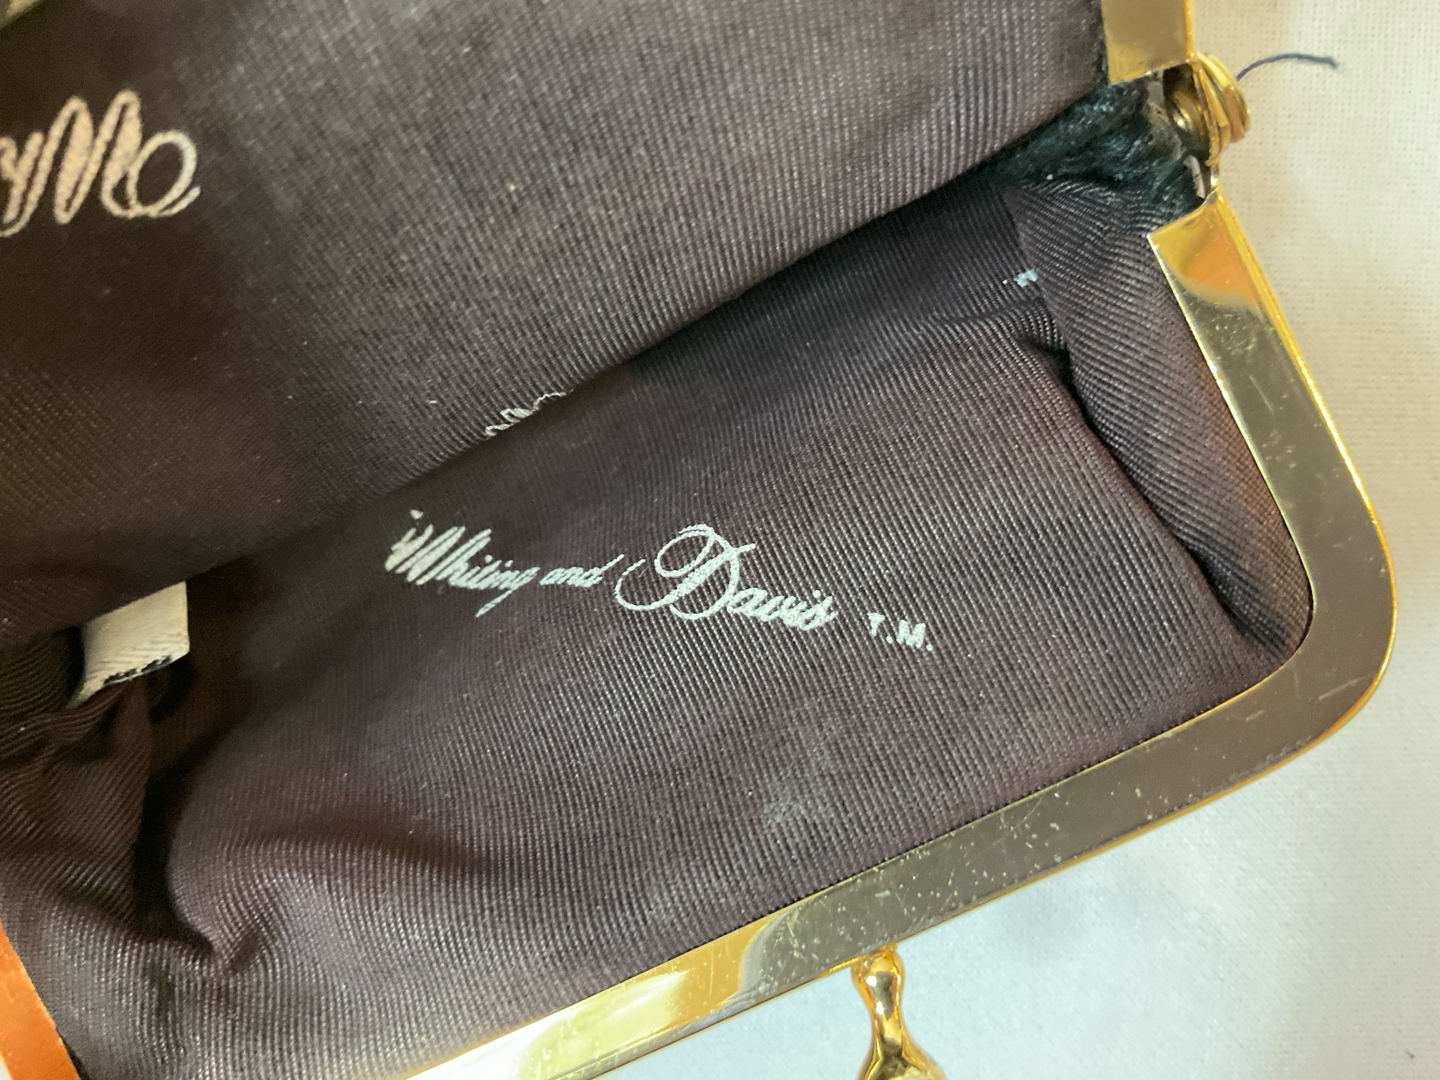 Whiting and Davis T.M.